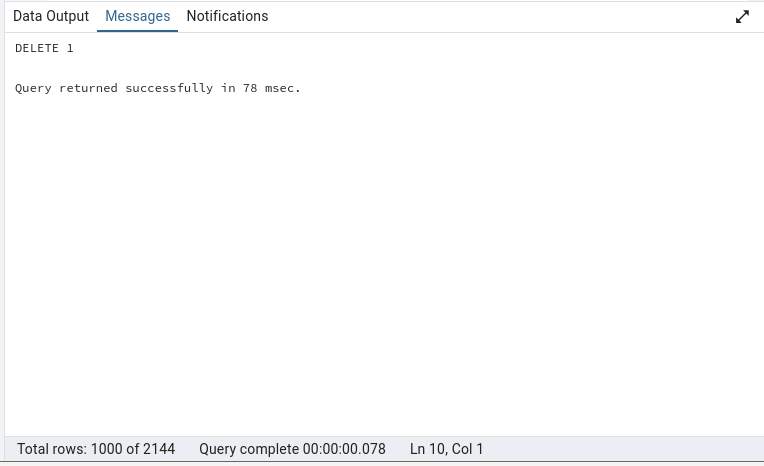 Data Output Messages Notifications
DELETE 1
Query returned successfully in 78 msec.
Total rows: 1000 of 2144 Query complete 00:00:00.078 Ln 10, Col 1